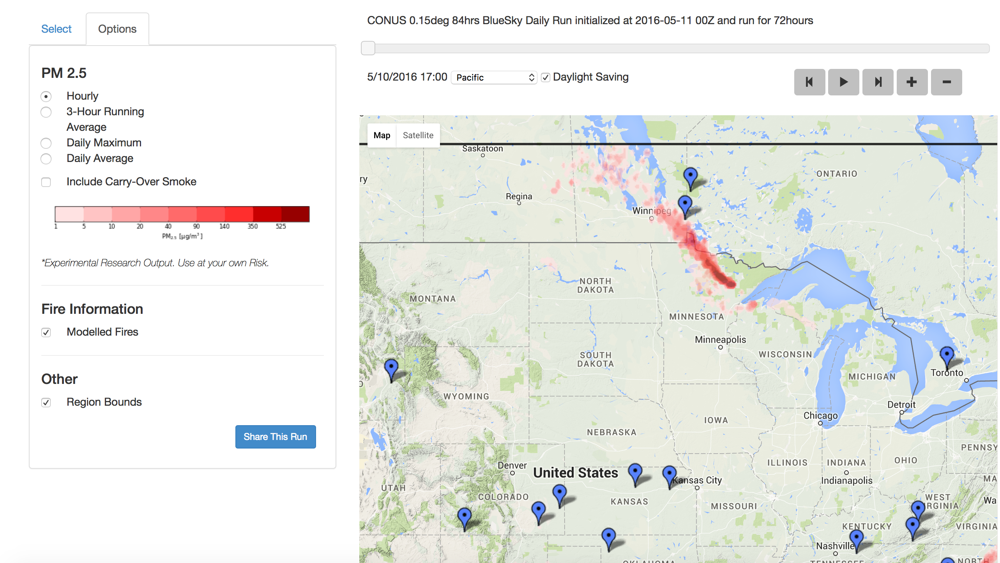 Select
Options
PM 2.5
Hourly
3-Hour Running
Average
Daily Maximum
Daily Average
Include Carry-Over Smoke
1 5 10 20 40 90 140 350 525
PM2.5 [µg/m³]
*Experimental Research Output. Use at your own Risk.
Fire Information
Modelled Fires
Other
Region Bounds
Share This Run
CONUS 0.15deg 84hrs BlueSky Daily Run initialized at 2016-05-11 00Z and run for 72hours
5/10/2016 17:00 Pacific Daylight Saving
Map Satellite
Saskatoon
ONTARIO
ry
Regina
Winnipeg
NORTH
DAKOTA
MONTANA
MINNESOTA
Minneapolis
SOUTH
DAKOTA
WISCONSIN
MICHIGAN
Toronto
WYOMING
Detroit
Chicago
IOWA
NEBRASKA
PENNSY
Denver
United States
ILLINOIS
INDIANA
OHIO
Kansas City
Indianapolis
MA
UTAH
COLORADO
KANSAS
MISSOURI
WEST
IRGINIA
Wa
KENTUCKY
VIRGINIA
Nashville
OKLAHOMA
TENNESSEE
NORTH